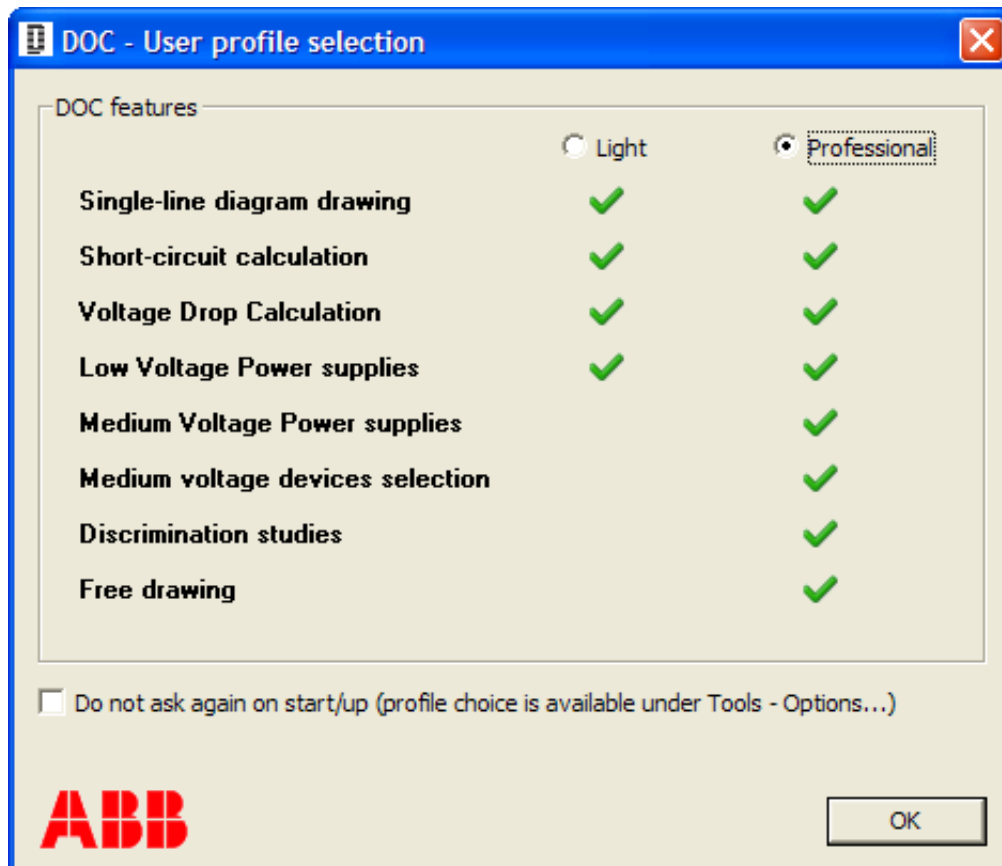 DOC - User profile selection
DOC features
Light Professional
Single-line diagram drawing
Short-circuit calculation
Voltage Drop Calculation
Low Voltage Power supplies
Medium Voltage Power supplies
Medium voltage devices selection
Discrimination studies
Free drawing
Do not ask again on start/up (profile choice is available under Tools - Options...)
ABB
OK